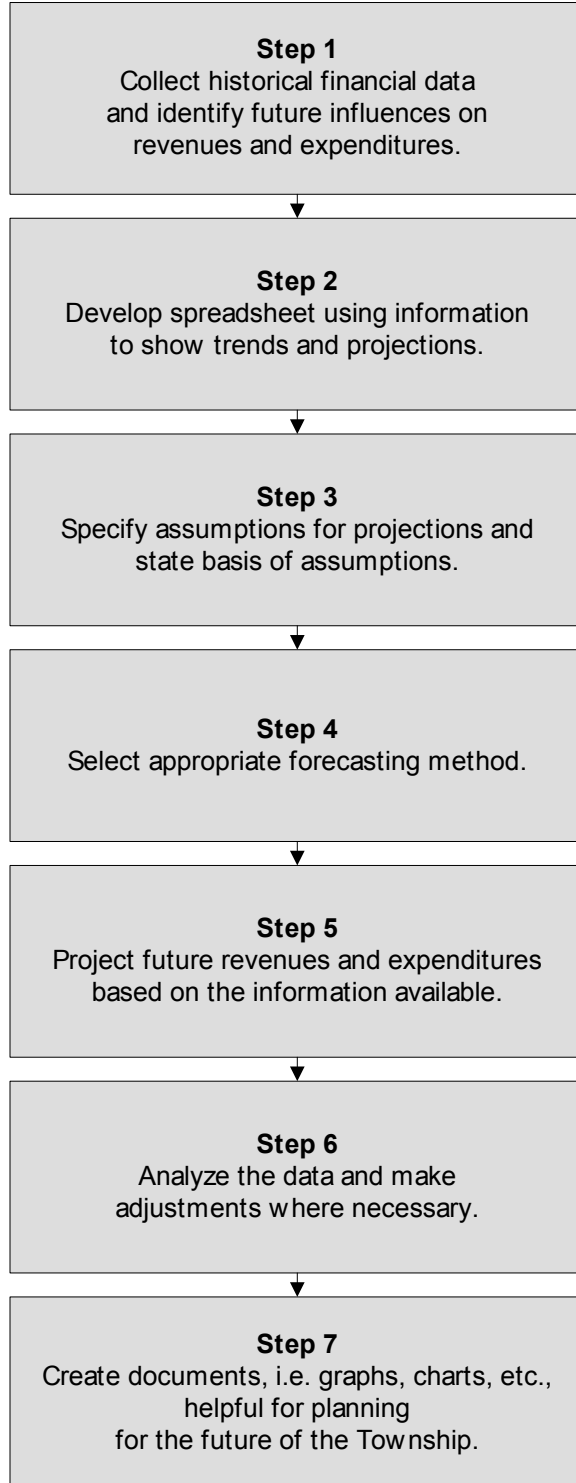 Step 1
Collect historical financial data
and identify future influences on
revenues and expenditures.
Step 2
Develop spreadsheet using information
to show trends and projections.
Step 3
Specify assumptions for projections and
state basis of assumptions.
Step 4
Select appropriate forecasting method.
Step 5
Project future revenues and expenditures
based on the information available.
Step 6
Analyze the data and make
adjustments where necessary.
Step 7
Create documents, i.e. graphs, charts, etc.,
helpful for planning
for the future of the Township.